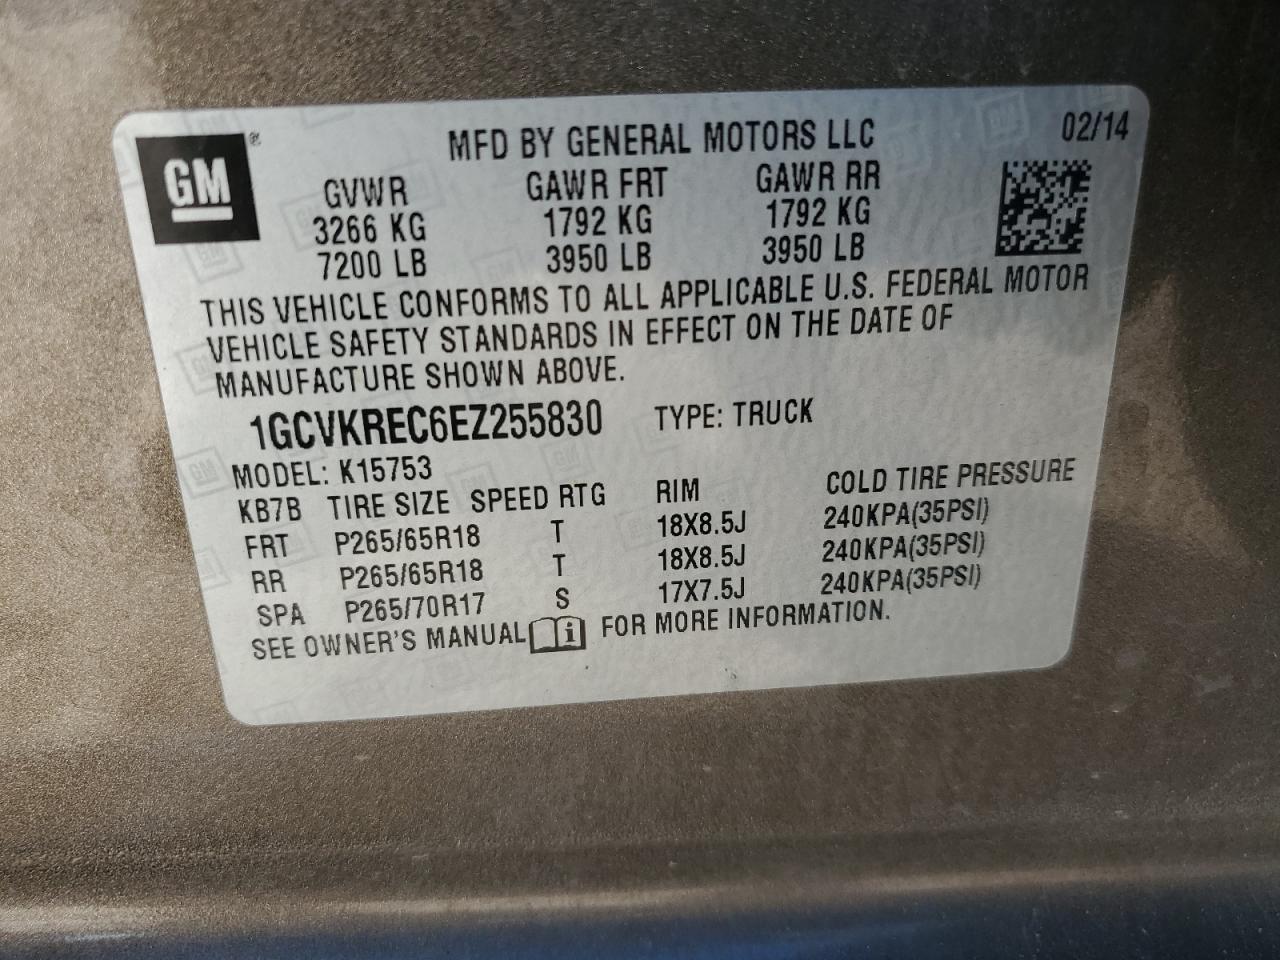 GM ®
MFD BY GENERAL MOTORS LLC 02/14
GVWR GAWR FRT GAWR RR
3266 KG 1792 KG 1792 KG
7200 LB 3950 LB 3950 LB
THIS VEHICLE CONFORMS TO ALL APPLICABLE U.S. FEDERAL MOTOR
VEHICLE SAFETY STANDARDS IN EFFECT ON THE DATE OF
MANUFACTURE SHOWN ABOVE.
1GCVKREC6EZ255830 TYPE: TRUCK
MODEL: K15753
KB7B TIRE SIZE SPEED RTG RIM COLD TIRE PRESSURE
FRT P265/65R18 T 18X8.5J 240KPA(35PSI)
RR P265/65R18 T 18X8.5J 240KPA(35PSI)
SPA P265/70R17 S 17X7.5J 240KPA(35PSI)
SEE OWNER'S MANUAL i FOR MORE INFORMATION.